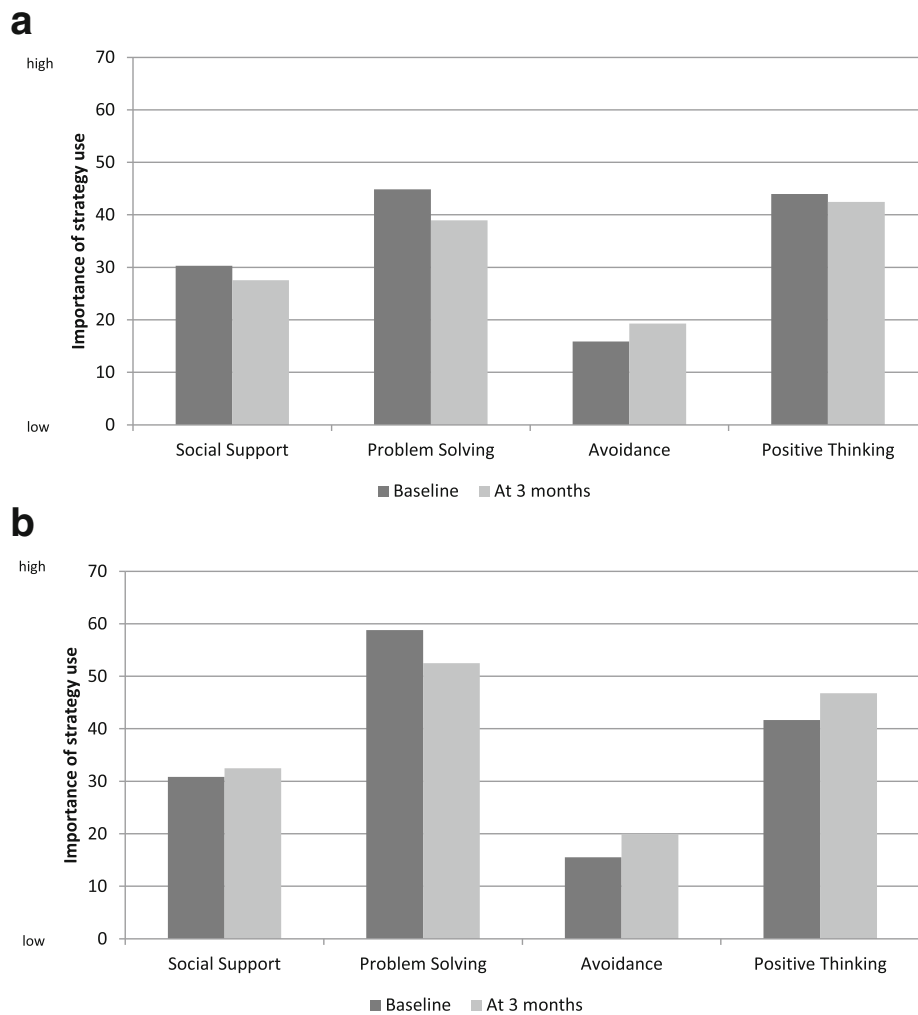 a
high
70
60
50
40
30
20
10
0
low
Importance of strategy use
Social Support Problem Solving Avoidance Positive Thinking
Baseline At 3 months
b
high
70
60
50
40
30
20
10
0
low
Importance of strategy use
Social Support Problem Solving Avoidance Positive Thinking
Baseline At 3 months